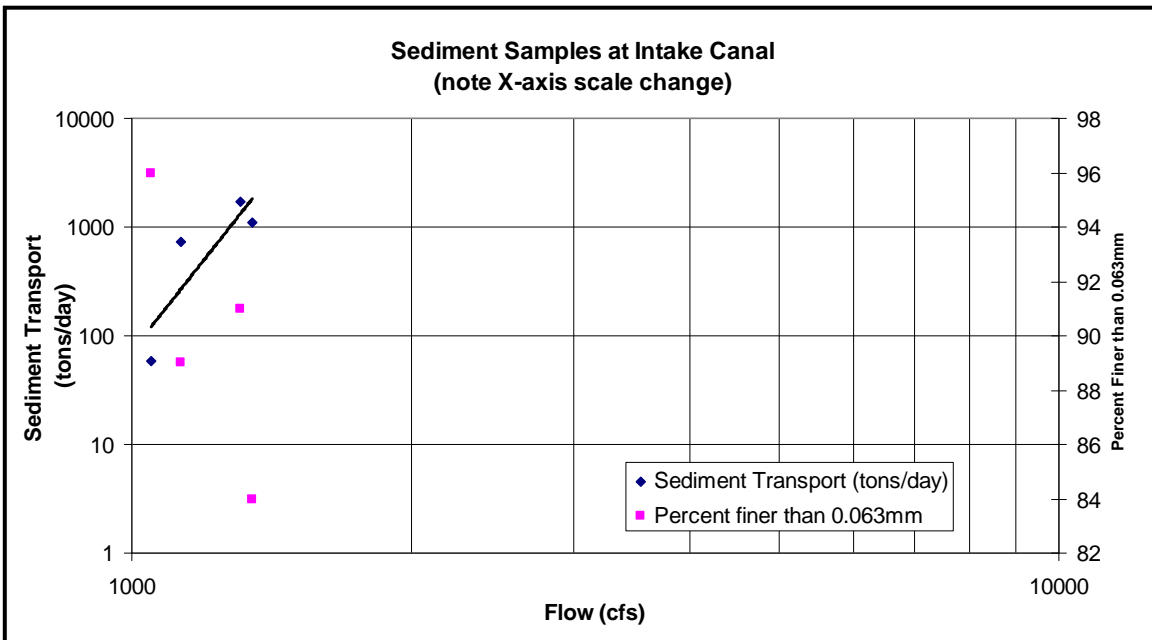 Sediment Samples at Intake Canal
(note X-axis scale change)
10000
1000
100
10
1
Sediment Transport
(tons/day)
98
96
94
92
90
88
86
84
82
Percent Finer than 0.063mm
Sediment Transport (tons/day)
Percent finer than 0.063mm
1000
10000
Flow (cfs)